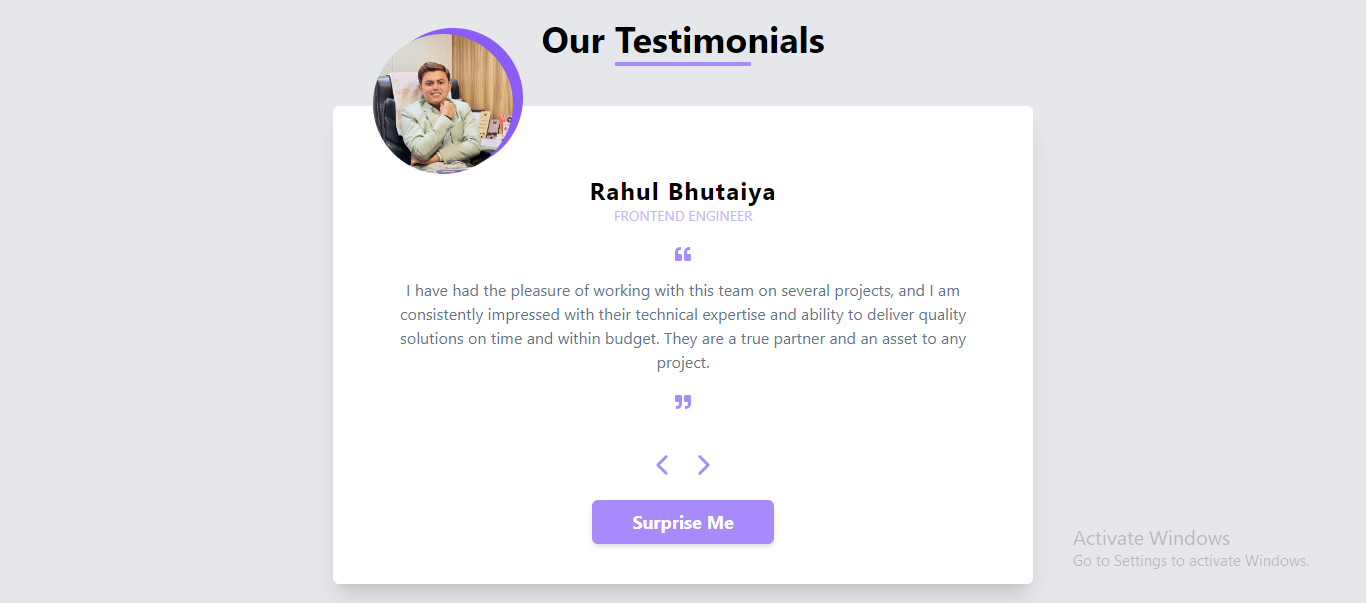 Our Testimonials
Rahul Bhutaiya
FRONTEND ENGINEER
❝
I have had the pleasure of working with this team on several projects, and I am
consistently impressed with their technical expertise and ability to deliver quality
solutions on time and within budget. They are a true partner and an asset to any
project.
❞
Surprise Me
Activate Windows
Go to Settings to activate Windows.